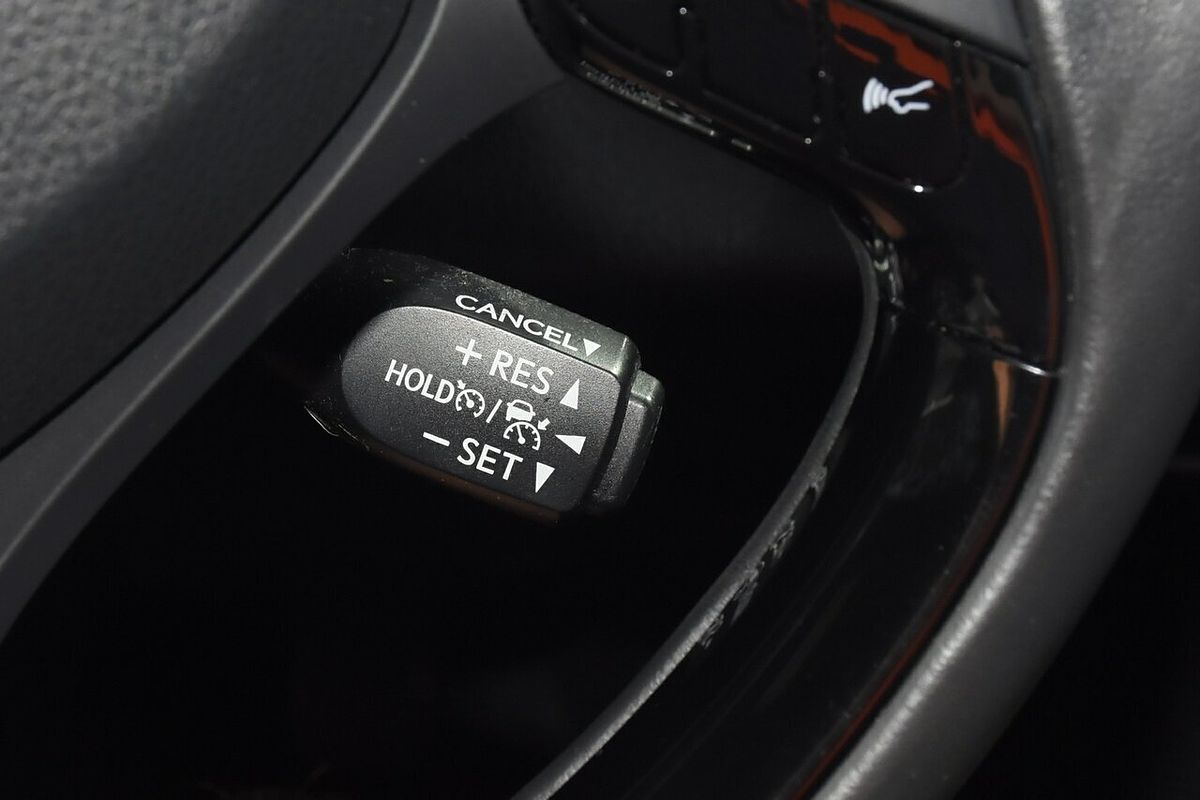 CANCEL▼
+ RES▲
HOLD / ◀
− SET▼